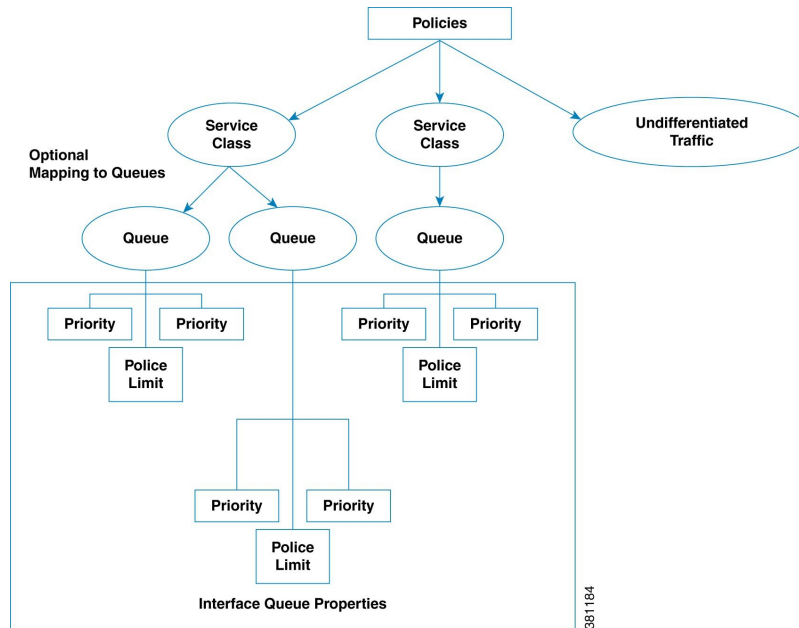 Policies
Service
Class
Service
Class
Undifferentiated
Traffic
Optional
Mapping to Queues
Queue
Queue
Queue
Priority
Priority
Priority
Priority
Police
Limit
Police
Limit
Priority
Priority
Police
Limit
Interface Queue Properties
381184